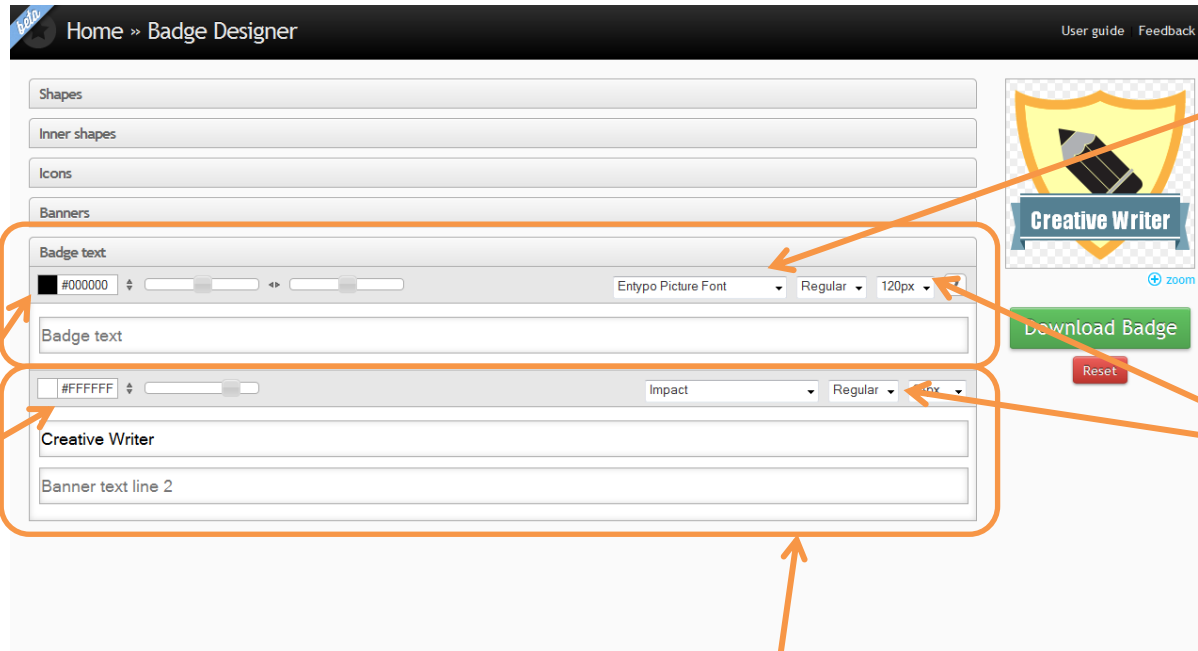 beta
Home » Badge Designer
User guide Feedback
Shapes
Inner shapes
Icons
Banners
Badge text
#000000 Entypo Picture Font Regular 120px
Badge text
#FFFFFF Impact Regular
Creative Writer
Banner text line 2
Creative Writer
zoom
Download Badge
Reset